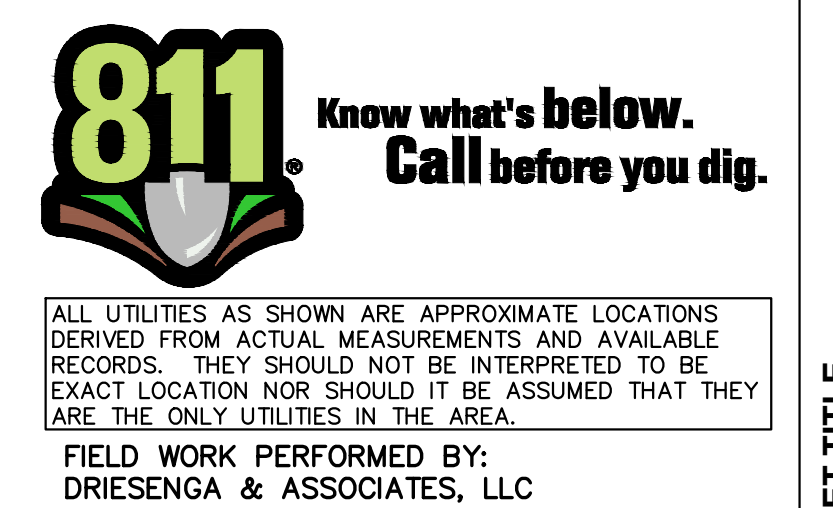 811®
Know what's below.
Call before you dig.
ALL UTILITIES AS SHOWN ARE APPROXIMATE LOCATIONS
DERIVED FROM ACTUAL MEASUREMENTS AND AVAILABLE
RECORDS. THEY SHOULD NOT BE INTERPRETED TO BE
EXACT LOCATION NOR SHOULD IT BE ASSUMED THAT THEY
ARE THE ONLY UTILITIES IN THE AREA.
FIELD WORK PERFORMED BY:
DRIESENGA & ASSOCIATES, LLC
ET TITLE